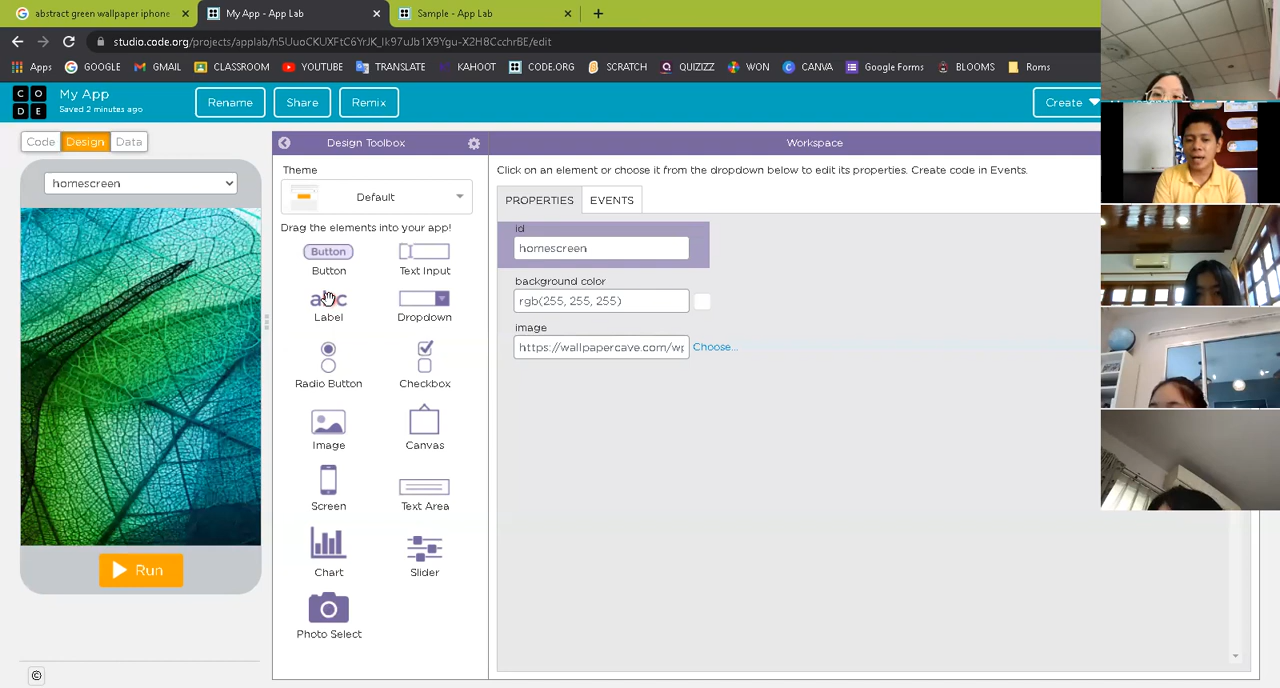 abstract green wallpaper iphone
My App - App Lab
Sample - App Lab
studio.code.org/projects/applab/h5UuoCKUXFtC6YrJK_Ik97uJb1X9Ygu-X2H8CcchrBE/edit
Apps GOOGLE GMAIL CLASSROOM YOUTUBE TRANSLATE KAHOOT CODE.ORG SCRATCH QUIZIZZ WON CANVA Google Forms BLOOMS Roms
C O
D E
My App
Saved 2 minutes ago
Rename
Share
Remix
Create
Code Design Data
Design Toolbox
Workspace
homescreen
Theme
Default
Drag the elements into your app!
Button
Button
Text Input
abc
Label
Dropdown
Radio Button
Checkbox
Image
Canvas
Screen
Text Area
Chart
Slider
Photo Select
Run
Click on an element or choose it from the dropdown below to edit its properties. Create code in Events.
PROPERTIES
EVENTS
id
homescreen
background color
rgb(255, 255, 255)
image
https://wallpapercave.com/wp
Choose...
©